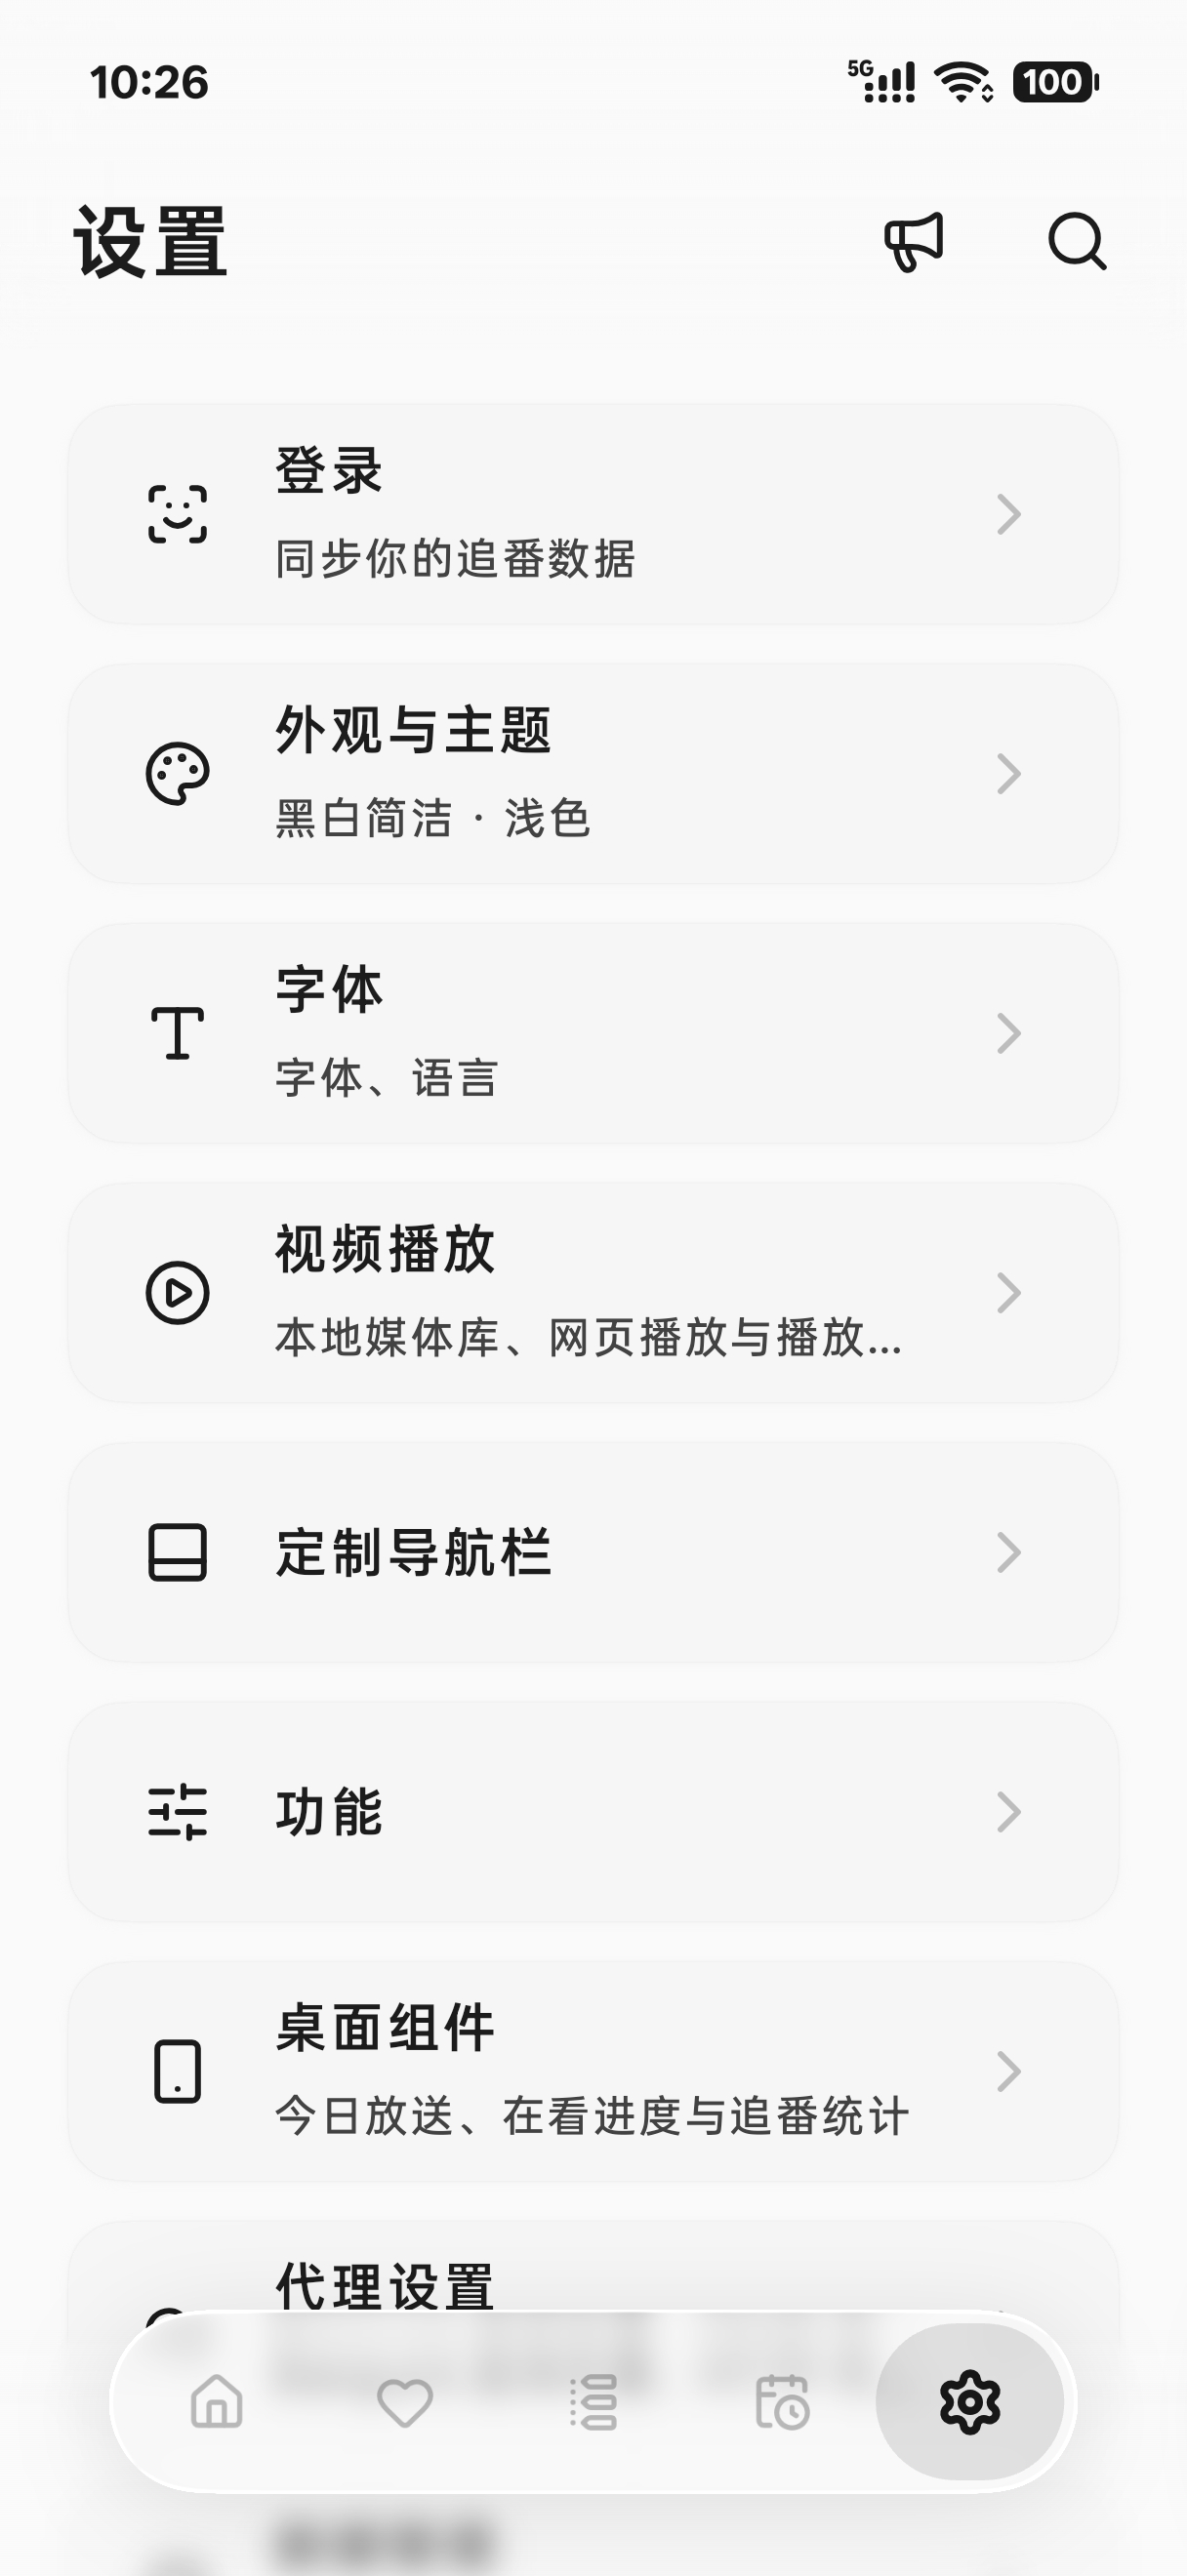 10:26
5G
100
设置
登录
同步你的追番数据
外观与主题
黑白简洁 · 浅色
字体
字体、语言
视频播放
本地媒体库、网页播放与播放...
定制导航栏
功能
桌面组件
今日放送、在看进度与追番统计
代理设置